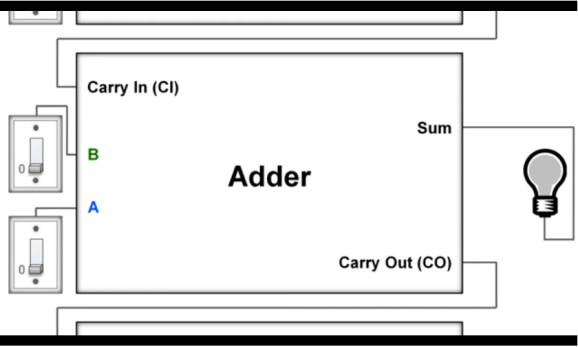 Carry In (CI)
Sum
0
B
Adder
A
0
Carry Out (CO)